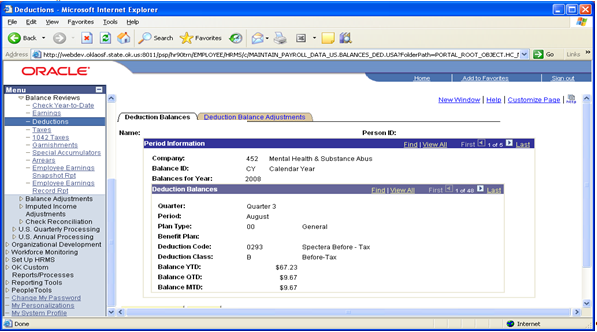 Deductions - Microsoft Internet Explorer
File Edit View Favorites Tools Help
Back Search Favorites
Address http://webdev.oklaosf.state.ok.us:8011/psp/hr90trn/EMPLOYEE/HRMS/c/MAINTAIN_PAYROLL_DATA_US.BALANCES_DED.USA?FolderPath=PORTAL_ROOT_OBJECT.HC_ Go Links »
ORACLE
Home Add to Favorites Sign out
Menu
Balance Reviews
Check Year-to-Date
Earnings
Deductions
Taxes
1042 Taxes
Garnishments
Special Accumulators
Arrears
Employee Earnings
Snapshot Rpt
Employee Earnings
Record Rpt
Balance Adjustments
Imputed Income
Adjustments
Check Reconciliation
U.S. Quarterly Processing
U.S. Annual Processing
Organizational Development
Workforce Monitoring
Set Up HRMS
OK Custom
Reports/Processes
Reporting Tools
PeopleTools
Change My Password
My Personalizations
My System Profile
New Window | Help | Customize Page |
Deduction Balances Deduction Balance Adjustments
Name: Person ID:
Period Information Find | View All First 1 of 6 Last
Company: 452 Mental Health & Substance Abus
Balance ID: CY Calendar Year
Balances for Year: 2008
Deduction Balances Find | View All First 1 of 48 Last
Quarter: Quarter 3
Period: August
Plan Type: 00 General
Benefit Plan:
Deduction Code: 0293 Spectera Before - Tax
Deduction Class: B Before-Tax
Balance YTD: $67.23
Balance QTD: $9.67
Balance MTD: $9.67
Done Internet